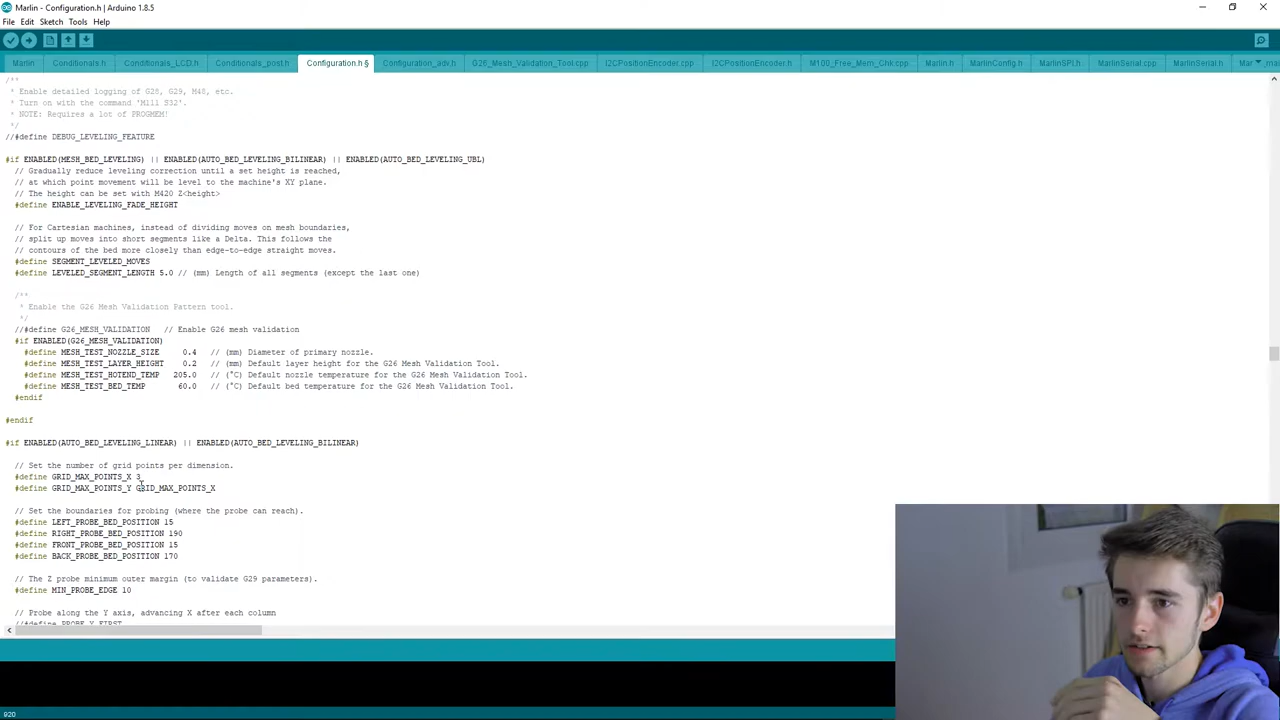 Marlin - Configuration.h | Arduino 1.8.5
File Edit Sketch Tools Help
Marlin Conditionals.h Conditionals_LCD.h Conditionals_post.h Configuration.h § Configuration_adv.h G26_Mesh_Validation_Tool.cpp I2CPositionEncoder.cpp I2CPositionEncoder.h M100_Free_Mem_Chk.cpp Marlin.h MarlinConfig.h MarlinSPI.h MarlinSerial.cpp MarlinSerial.h
/**
* Enable detailed logging of G28, G29, M48, etc.
* Turn on with the command 'M111 S32'.
* NOTE: Requires a lot of PROGMEM!
*/
//#define DEBUG_LEVELING_FEATURE
#if ENABLED(MESH_BED_LEVELING) || ENABLED(AUTO_BED_LEVELING_BILINEAR) || ENABLED(AUTO_BED_LEVELING_UBL)
// Gradually reduce leveling correction until a set height is reached,
// at which point movement will be level to the machine's XY plane.
// The height can be set with M420 Z<height>
#define ENABLE_LEVELING_FADE_HEIGHT
// For Cartesian machines, instead of dividing moves on mesh boundaries,
// split up moves into short segments like a Delta. This follows the
// contours of the bed more closely than edge-to-edge straight moves.
#define SEGMENT_LEVELED_MOVES
#define LEVELED_SEGMENT_LENGTH 5.0 // (mm) Length of all segments (except the last one)
/**
* Enable the G26 Mesh Validation Pattern tool.
*/
//#define G26_MESH_VALIDATION // Enable G26 mesh validation
#if ENABLED(G26_MESH_VALIDATION)
#define MESH_TEST_NOZZLE_SIZE 0.4 // (mm) Diameter of primary nozzle.
#define MESH_TEST_LAYER_HEIGHT 0.2 // (mm) Default layer height for the G26 Mesh Validation Tool.
#define MESH_TEST_HOTEND_TEMP 205.0 // (°C) Default nozzle temperature for the G26 Mesh Validation Tool.
#define MESH_TEST_BED_TEMP 60.0 // (°C) Default bed temperature for the G26 Mesh Validation Tool.
#endif
#endif
#if ENABLED(AUTO_BED_LEVELING_LINEAR) || ENABLED(AUTO_BED_LEVELING_BILINEAR)
// Set the number of grid points per dimension.
#define GRID_MAX_POINTS_X 3
#define GRID_MAX_POINTS_Y GRID_MAX_POINTS_X
// Set the boundaries for probing (where the probe can reach).
#define LEFT_PROBE_BED_POSITION 15
#define RIGHT_PROBE_BED_POSITION 190
#define FRONT_PROBE_BED_POSITION 15
#define BACK_PROBE_BED_POSITION 170
// The Z probe minimum outer margin (to validate G29 parameters).
#define MIN_PROBE_EDGE 10
// Probe along the Y axis, advancing X after each column
//#define PROBE_Y_FIRST
920